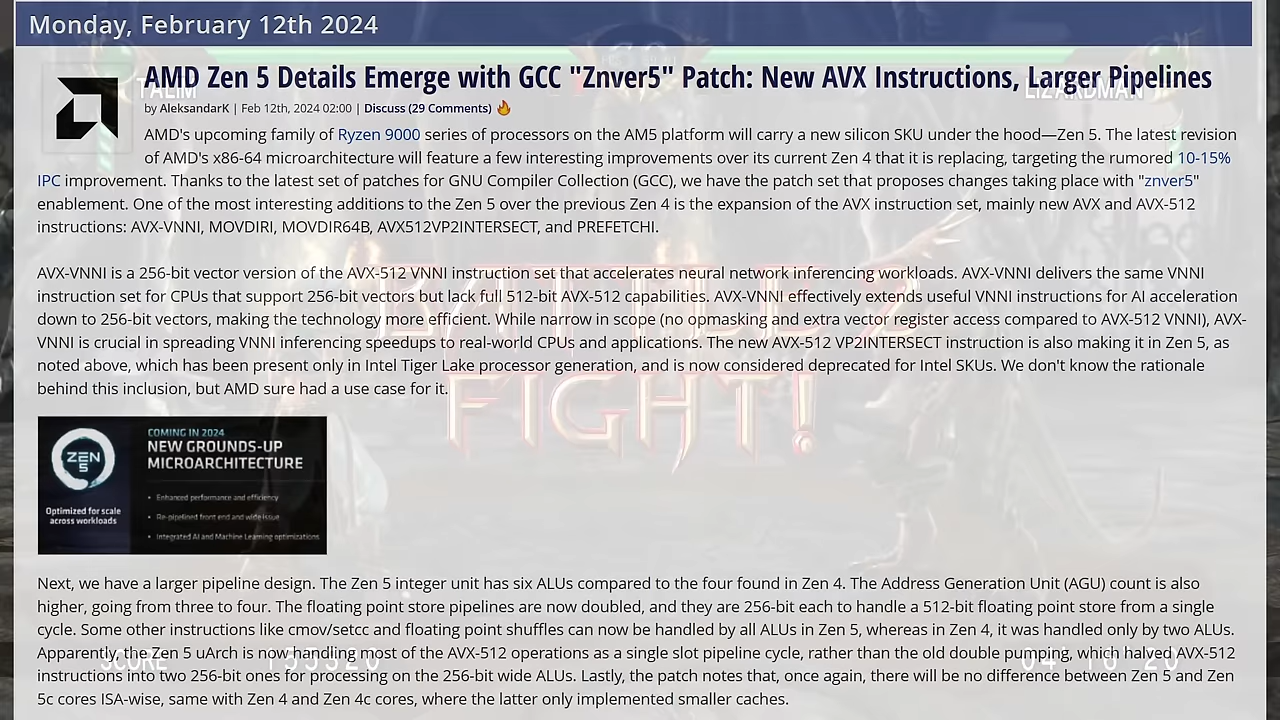 Monday, February 12th 2024
AMD Zen 5 Details Emerge with GCC "Znver5" Patch: New AVX Instructions, Larger Pipelines
TALIM
LIZARDMAN
by AleksandarK | Feb 12th, 2024 02:00 | Discuss (29 Comments)
AMD's upcoming family of Ryzen 9000 series of processors on the AM5 platform will carry a new silicon SKU under the hood—Zen 5. The latest revision
of AMD's x86-64 microarchitecture will feature a few interesting improvements over its current Zen 4 that it is replacing, targeting the rumored 10-15%
IPC improvement. Thanks to the latest set of patches for GNU Compiler Collection (GCC), we have the patch set that proposes changes taking place with "znver5"
enablement. One of the most interesting additions to the Zen 5 over the previous Zen 4 is the expansion of the AVX instruction set, mainly new AVX and AVX-512
instructions: AVX-VNNI, MOVDIRI, MOVDIR64B, AVX512VP2INTERSECT, and PREFETCHI.
AVX-VNNI is a 256-bit vector version of the AVX-512 VNNI instruction set that accelerates neural network inferencing workloads. AVX-VNNI delivers the same VNNI
instruction set for CPUs that support 256-bit vectors but lack full 512-bit AVX-512 capabilities. AVX-VNNI effectively extends useful VNNI instructions for AI acceleration
down to 256-bit vectors, making the technology more efficient. While narrow in scope (no opmasking and extra vector register access compared to AVX-512 VNNI), AVX-
VNNI is crucial in spreading VNNI inferencing speedups to real-world CPUs and applications. The new AVX-512 VP2INTERSECT instruction is also making it in Zen 5, as
noted above, which has been present only in Intel Tiger Lake processor generation, and is now considered deprecated for Intel SKUs. We don't know the rationale
behind this inclusion, but AMD sure had a use case for it.
BATTLE 2
FIGHT!
ZEN
5
Optimized for scale
across workloads
COMING IN 2024
NEW GROUNDS-UP
MICROARCHITECTURE
• Enhanced performance and efficiency
• Re-pipelined front end and wide issue
• Integrated AI and Machine Learning optimizations
Next, we have a larger pipeline design. The Zen 5 integer unit has six ALUs compared to the four found in Zen 4. The Address Generation Unit (AGU) count is also
higher, going from three to four. The floating point store pipelines are now doubled, and they are 256-bit each to handle a 512-bit floating point store from a single
cycle. Some other instructions like cmov/setcc and floating point shuffles can now be handled by all ALUs in Zen 5, whereas in Zen 4, it was handled only by two ALUs.
Apparently, the Zen 5 uArch is now handling most of the AVX-512 operations as a single slot pipeline cycle, rather than the old double pumping, which halved AVX-512
SCORE
instructions into two 256-bit ones for processing on the 256-bit wide ALUs. Lastly, the patch notes that, once again, there will be no difference between Zen 5 and Zen
5c cores ISA-wise, same with Zen 4 and Zen 4c cores, where the latter only implemented smaller caches.